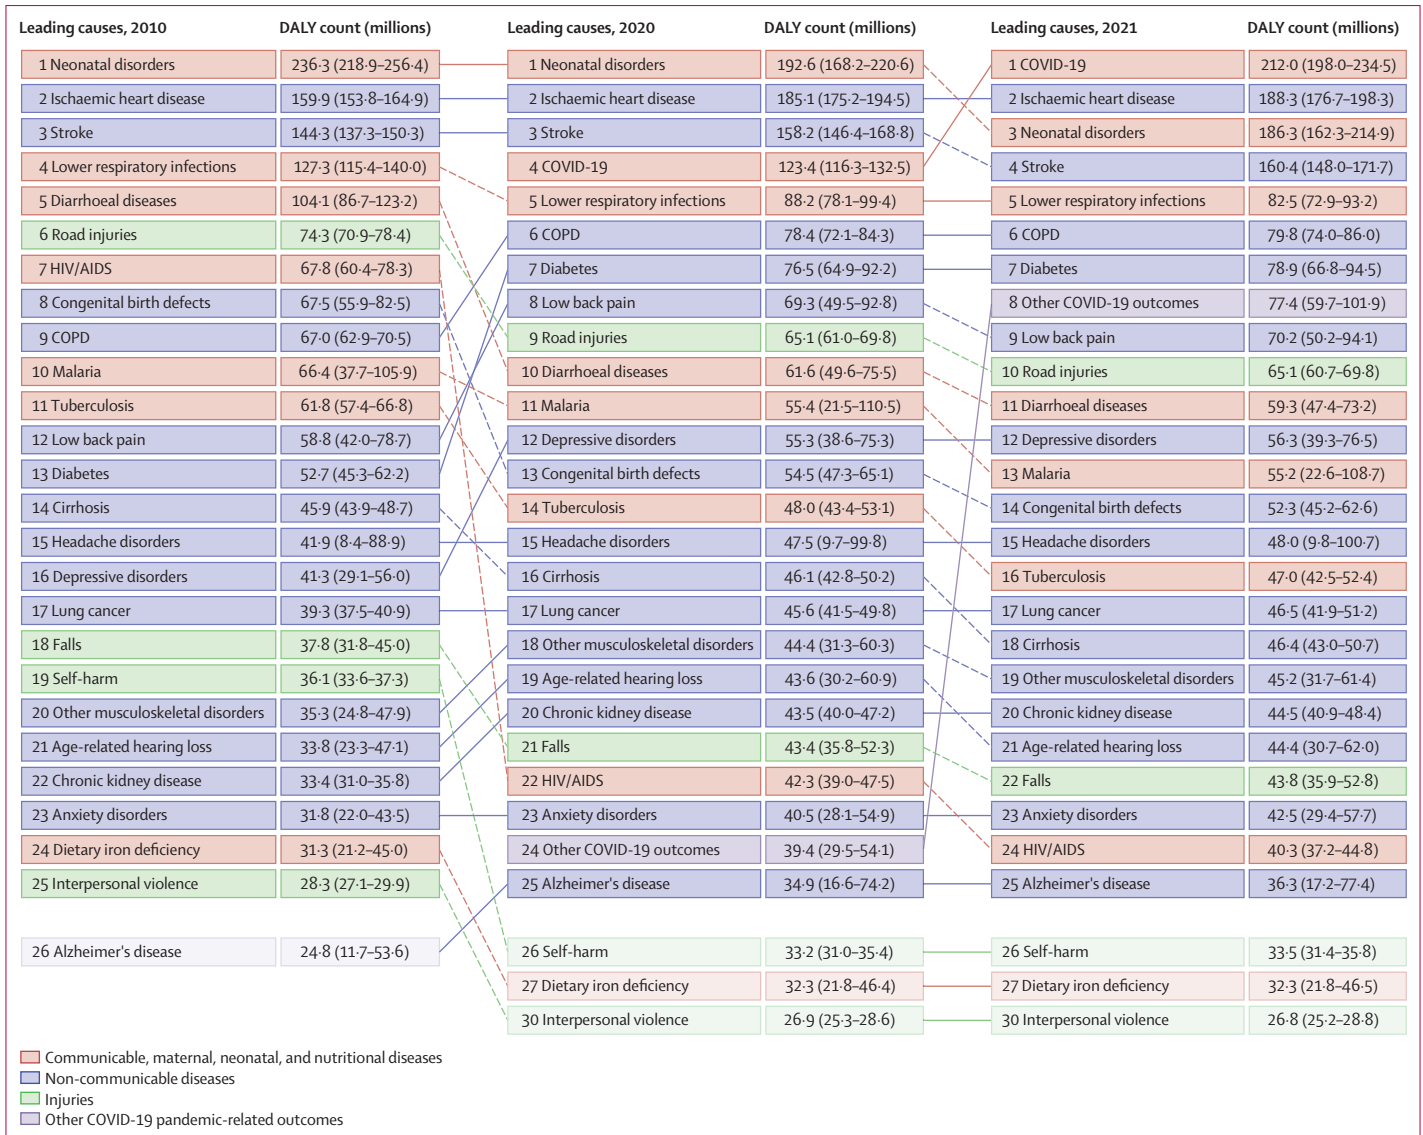 Leading causes, 2010 DALY count (millions) Leading causes, 2020 DALY count (millions) Leading causes, 2021 DALY count (millions)
1 Neonatal disorders 236·3 (218·9–256·4) 1 Neonatal disorders 192·6 (168·2–220·6) 1 COVID-19 212·0 (198·0–234·5)
2 Ischaemic heart disease 159·9 (153·8–164·9) 2 Ischaemic heart disease 185·1 (175·2–194·5) 2 Ischaemic heart disease 188·3 (176·7–198·3)
3 Stroke 144·3 (137·3–150·3) 3 Stroke 158·2 (146·4–168·8) 3 Neonatal disorders 186·3 (162·3–214·9)
4 Lower respiratory infections 127·3 (115·4–140·0) 4 COVID-19 123·4 (116·3–132·5) 4 Stroke 160·4 (148·0–171·7)
5 Diarrhoeal diseases 104·1 (86·7–123·2) 5 Lower respiratory infections 88·2 (78·1–99·4) 5 Lower respiratory infections 82·5 (72·9–93·2)
6 Road injuries 74·3 (70·9–78·4) 6 COPD 78·4 (72·1–84·3) 6 COPD 79·8 (74·0–86·0)
7 HIV/AIDS 67·8 (60·4–78·3) 7 Diabetes 76·5 (64·9–92·2) 7 Diabetes 78·9 (66·8–94·5)
8 Congenital birth defects 67·5 (55·9–82·5) 8 Low back pain 69·3 (49·5–92·8) 8 Other COVID-19 outcomes 77·4 (59·7–101·9)
9 COPD 67·0 (62·9–70·5) 9 Road injuries 65·1 (61·0–69·8) 9 Low back pain 70·2 (50·2–94·1)
10 Malaria 66·4 (37·7–105·9) 10 Diarrhoeal diseases 61·6 (49·6–75·5) 10 Road injuries 65·1 (60·7–69·8)
11 Tuberculosis 61·8 (57·4–66·8) 11 Malaria 55·4 (21·5–110·5) 11 Diarrhoeal diseases 59·3 (47·4–73·2)
12 Low back pain 58·8 (42·0–78·7) 12 Depressive disorders 55·3 (38·6–75·3) 12 Depressive disorders 56·3 (39·3–76·5)
13 Diabetes 52·7 (45·3–62·2) 13 Congenital birth defects 54·5 (47·3–65·1) 13 Malaria 55·2 (22·6–108·7)
14 Cirrhosis 45·9 (43·9–48·7) 14 Tuberculosis 48·0 (43·4–53·1) 14 Congenital birth defects 52·3 (45·2–62·6)
15 Headache disorders 41·9 (8·4–88·9) 15 Headache disorders 47·5 (9·7–99·8) 15 Headache disorders 48·0 (9·8–100·7)
16 Depressive disorders 41·3 (29·1–56·0) 16 Cirrhosis 46·1 (42·8–50·2) 16 Tuberculosis 47·0 (42·5–52·4)
17 Lung cancer 39·3 (37·5–40·9) 17 Lung cancer 45·6 (41·5–49·8) 17 Lung cancer 46·5 (41·9–51·2)
18 Falls 37·8 (31·8–45·0) 18 Other musculoskeletal disorders 44·4 (31·3–60·3) 18 Cirrhosis 46·4 (43·0–50·7)
19 Self-harm 36·1 (33·6–37·3) 19 Age-related hearing loss 43·6 (30·2–60·9) 19 Other musculoskeletal disorders 45·2 (31·7–61·4)
20 Other musculoskeletal disorders 35·3 (24·8–47·9) 20 Chronic kidney disease 43·5 (40·0–47·2) 20 Chronic kidney disease 44·5 (40·9–48·4)
21 Age-related hearing loss 33·8 (23·3–47·1) 21 Falls 43·4 (35·8–52·3) 21 Age-related hearing loss 44·4 (30·7–62·0)
22 Chronic kidney disease 33·4 (31·0–35·8) 22 HIV/AIDS 42·3 (39·0–47·5) 22 Falls 43·8 (35·9–52·8)
23 Anxiety disorders 31·8 (22·0–43·5) 23 Anxiety disorders 40·5 (28·1–54·9) 23 Anxiety disorders 42·5 (29·4–57·7)
24 Dietary iron deficiency 31·3 (21·2–45·0) 24 Other COVID-19 outcomes 39·4 (29·5–54·1) 24 HIV/AIDS 40·3 (37·2–44·8)
25 Interpersonal violence 28·3 (27·1–29·9) 25 Alzheimer's disease 34·9 (16·6–74·2) 25 Alzheimer's disease 36·3 (17·2–77·4)
26 Alzheimer's disease 24·8 (11·7–53·6) 26 Self-harm 33·2 (31·0–35·4) 26 Self-harm 33·5 (31·4–35·8)
27 Dietary iron deficiency 32·3 (21·8–46·4) 27 Dietary iron deficiency 32·3 (21·8–46·5)
30 Interpersonal violence 26·9 (25·3–28·6) 30 Interpersonal violence 26·8 (25·2–28·8)
Communicable, maternal, neonatal, and nutritional diseases
Non-communicable diseases
Injuries
Other COVID-19 pandemic-related outcomes